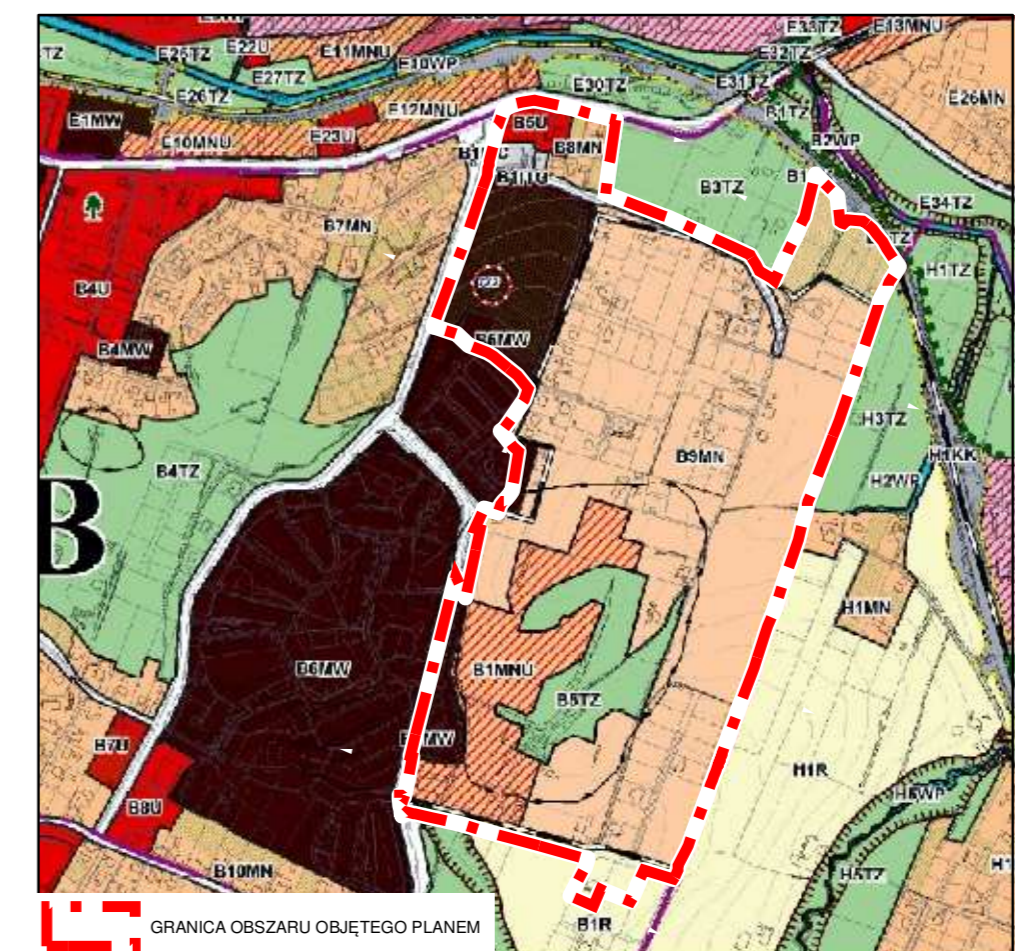 TZ
E25TZ
E22U
E11MNU
E10WP
E33TZ
E13MNU
E32TZ
E27TZ
E26TZ
E30TZ
E31TZ
E26MN
E1MW
E12MNU
B5U
B1TZ
E10MNU
E23U
B8MN
B2WP
B3TZ
E34TZ
B7MN
H1TZ
B4U
B6MW
B4MW
H3TZ
B4TZ
B9MN
H1KK
H2WP
B
H1MN
B6MW
B1MNU
B5TZ
B7U
H1R
B8U
H6WP
B10MN
H5TZ
B1R
GRANICA OBSZARU OBJĘTEGO PLANEM